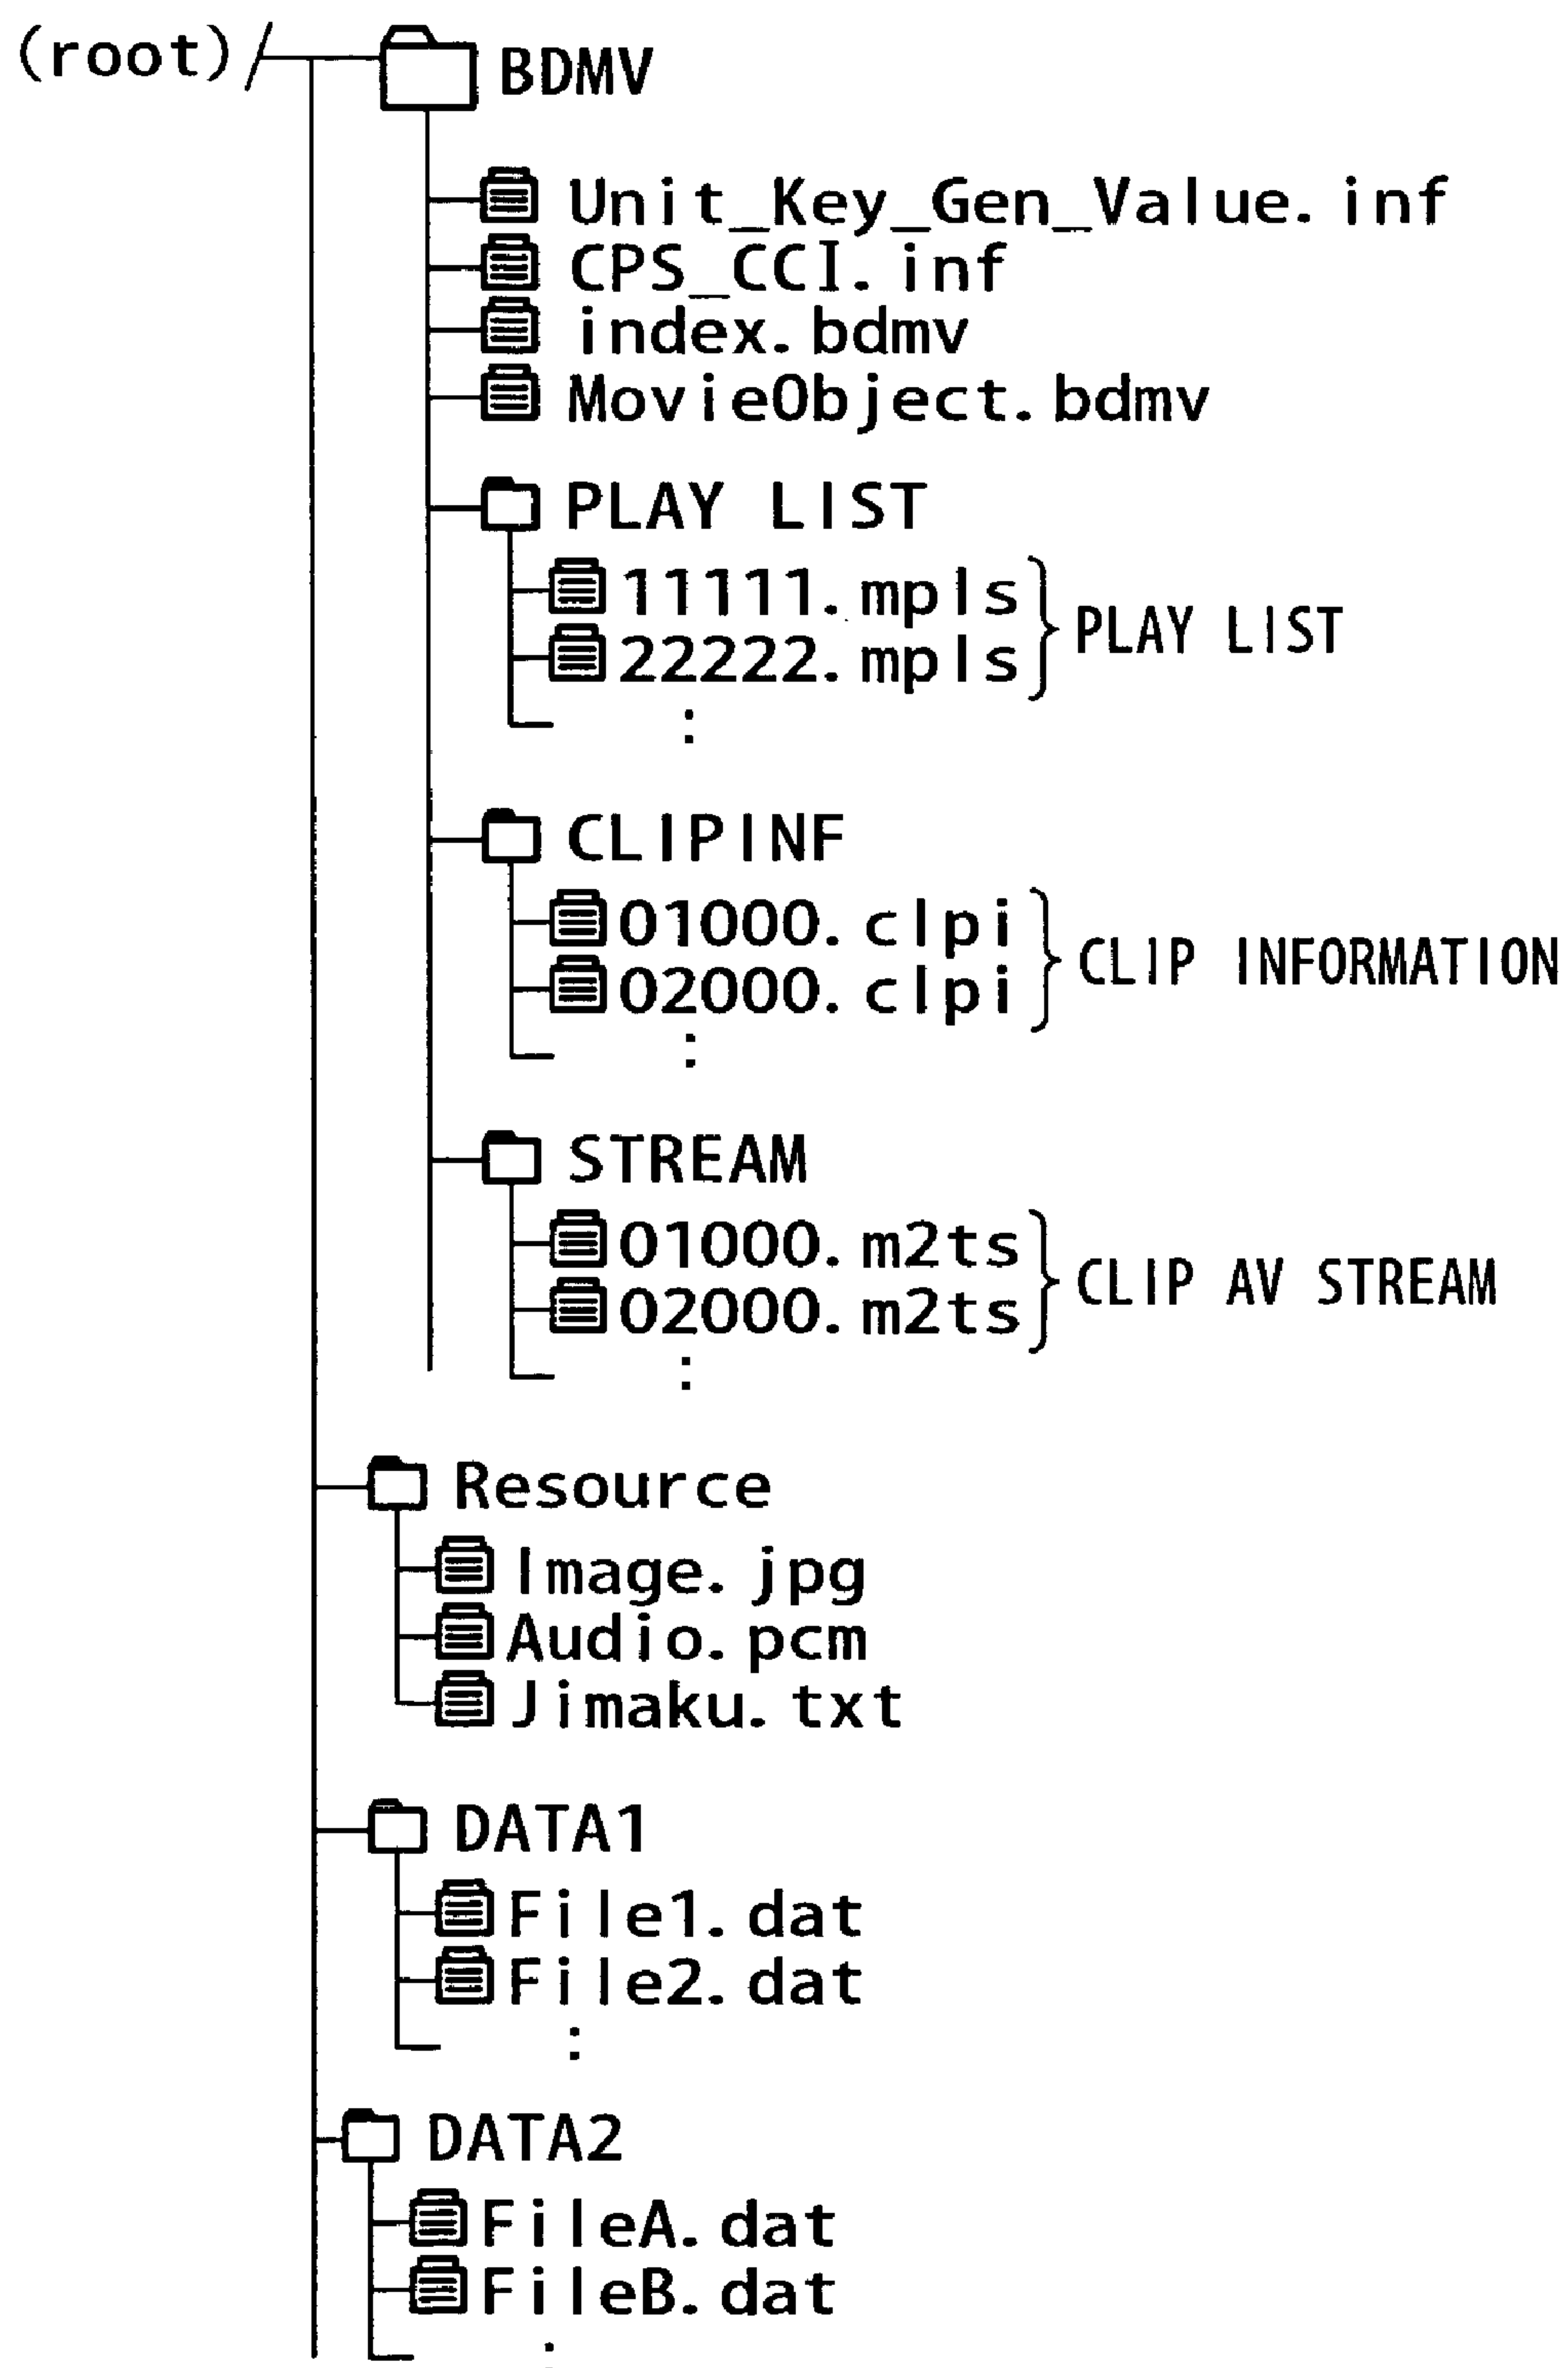 (root)/
BDMV
Unit_Key_Gen_Value.inf
CPS_CCI.inf
index.bdmv
MovieObject.bdmv
PLAY LIST
11111.mpls
22222.mpls
PLAY LIST
:
CLIPINF
01000.clpi
02000.clpi
CLIP INFORMATION
:
STREAM
01000.m2ts
02000.m2ts
CLIP AV STREAM
:
Resource
Image.jpg
Audio.pcm
Jimaku.txt
DATA1
File1.dat
File2.dat
:
DATA2
FileA.dat
FileB.dat
: